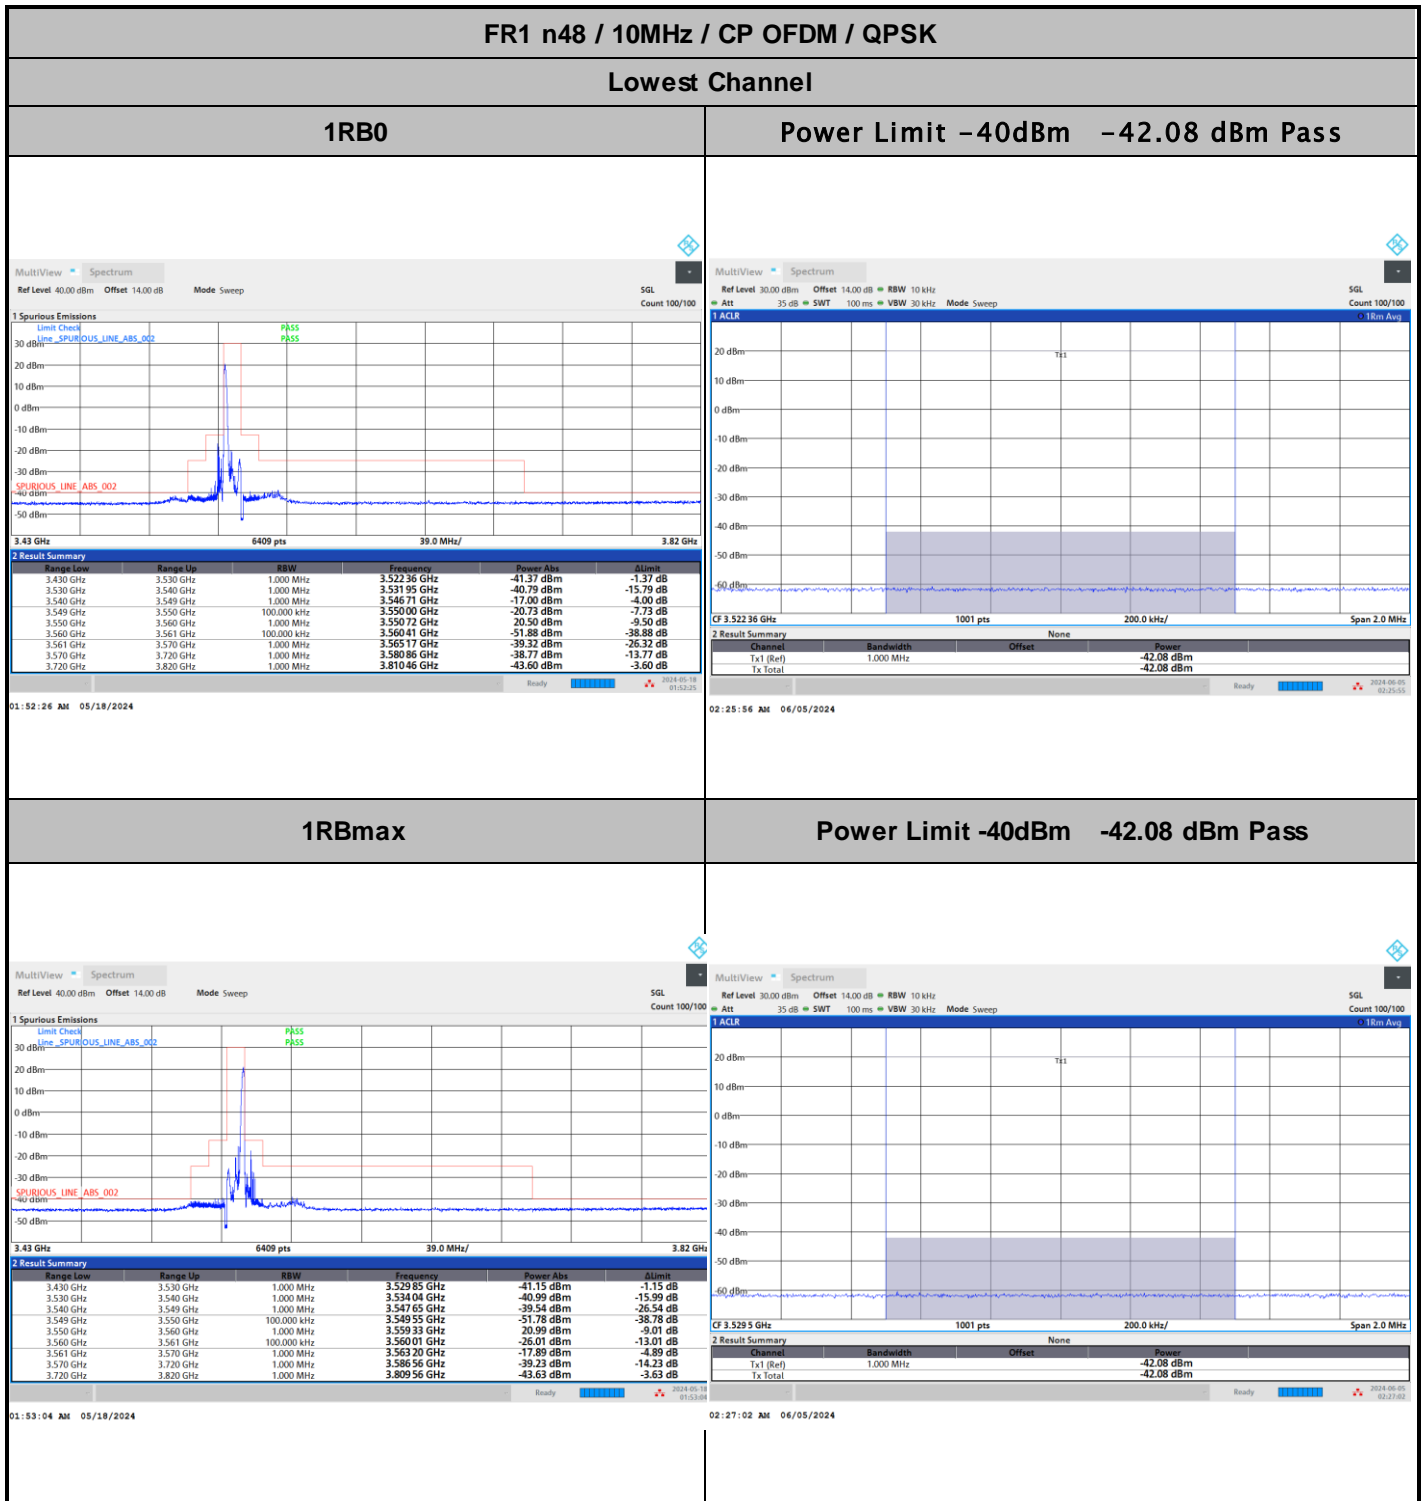 FR1 n48 / 10MHz / CP OFDM / QPSK
Lowest Channel
1RB0
Power Limit -40dBm -42.08 dBm Pass
MultiView Spectrum
Ref Level 40.00 dBm Offset 14.00 dB Mode Sweep SGL
Count 100/100
1 Spurious Emissions
Limit Check PASS
Line _SPURIOUS_LINE_ABS_002 PASS
30 dBm
20 dBm
10 dBm
0 dBm
-10 dBm
-20 dBm
-30 dBm
SPURIOUS_LINE_ABS_002
-40 dBm
-50 dBm
3.43 GHz 6409 pts 39.0 MHz/ 3.82 GHz
2 Result Summary
Range Low Range Up RBW Frequency Power Abs ΔLimit
3.430 GHz 3.530 GHz 1.000 MHz 3.522 36 GHz -41.37 dBm -1.37 dB
3.530 GHz 3.540 GHz 1.000 MHz 3.531 95 GHz -40.79 dBm -15.79 dB
3.540 GHz 3.549 GHz 1.000 MHz 3.546 71 GHz -17.00 dBm -4.00 dB
3.549 GHz 3.550 GHz 100.000 kHz 3.550 00 GHz -20.73 dBm -7.73 dB
3.550 GHz 3.560 GHz 1.000 MHz 3.550 72 GHz 20.50 dBm -9.50 dB
3.560 GHz 3.561 GHz 100.000 kHz 3.560 41 GHz -51.88 dBm -38.88 dB
3.561 GHz 3.570 GHz 1.000 MHz 3.565 17 GHz -39.32 dBm -26.32 dB
3.570 GHz 3.720 GHz 1.000 MHz 3.580 86 GHz -38.77 dBm -13.77 dB
3.720 GHz 3.820 GHz 1.000 MHz 3.810 46 GHz -43.60 dBm -3.60 dB
Ready 2024-05-18
01:52:25
01:52:26 AM 05/18/2024
MultiView Spectrum
Ref Level 30.00 dBm Offset 14.00 dB RBW 10 kHz SGL
Att 35 dB SWT 100 ms VBW 30 kHz Mode Sweep Count 100/100
1 ACLR 1Rm Avg
Tx1
20 dBm
10 dBm
0 dBm
-10 dBm
-20 dBm
-30 dBm
-40 dBm
-50 dBm
-60 dBm
CF 3.522 36 GHz 1001 pts 200.0 kHz/ Span 2.0 MHz
2 Result Summary None
Channel Bandwidth Offset Power
Tx1 (Ref) 1.000 MHz -42.08 dBm
Tx Total -42.08 dBm
Ready 2024-06-05
02:25:55
02:25:56 AM 06/05/2024
1RBmax
Power Limit -40dBm -42.08 dBm Pass
MultiView Spectrum
Ref Level 40.00 dBm Offset 14.00 dB Mode Sweep SGL
Count 100/100
1 Spurious Emissions
Limit Check PASS
Line _SPURIOUS_LINE_ABS_002 PASS
30 dBm
20 dBm
10 dBm
0 dBm
-10 dBm
-20 dBm
-30 dBm
SPURIOUS_LINE_ABS_002
-40 dBm
-50 dBm
3.43 GHz 6409 pts 39.0 MHz/ 3.82 GHz
2 Result Summary
Range Low Range Up RBW Frequency Power Abs ΔLimit
3.430 GHz 3.530 GHz 1.000 MHz 3.529 85 GHz -41.15 dBm -1.15 dB
3.530 GHz 3.540 GHz 1.000 MHz 3.534 04 GHz -40.99 dBm -15.99 dB
3.540 GHz 3.549 GHz 1.000 MHz 3.547 65 GHz -39.54 dBm -26.54 dB
3.549 GHz 3.550 GHz 100.000 kHz 3.549 55 GHz -51.78 dBm -38.78 dB
3.550 GHz 3.560 GHz 1.000 MHz 3.559 33 GHz 20.99 dBm -9.01 dB
3.560 GHz 3.561 GHz 100.000 kHz 3.560 01 GHz -26.01 dBm -13.01 dB
3.561 GHz 3.570 GHz 1.000 MHz 3.563 20 GHz -17.89 dBm -4.89 dB
3.570 GHz 3.720 GHz 1.000 MHz 3.586 56 GHz -39.23 dBm -14.23 dB
3.720 GHz 3.820 GHz 1.000 MHz 3.809 56 GHz -43.63 dBm -3.63 dB
Ready 2024-05-18
01:53:04
01:53:04 AM 05/18/2024
MultiView Spectrum
Ref Level 30.00 dBm Offset 14.00 dB RBW 10 kHz SGL
Att 35 dB SWT 100 ms VBW 30 kHz Mode Sweep Count 100/100
1 ACLR 1Rm Avg
Tx1
20 dBm
10 dBm
0 dBm
-10 dBm
-20 dBm
-30 dBm
-40 dBm
-50 dBm
-60 dBm
CF 3.529 5 GHz 1001 pts 200.0 kHz/ Span 2.0 MHz
2 Result Summary None
Channel Bandwidth Offset Power
Tx1 (Ref) 1.000 MHz -42.08 dBm
Tx Total -42.08 dBm
Ready 2024-06-05
02:27:02
02:27:02 AM 06/05/2024